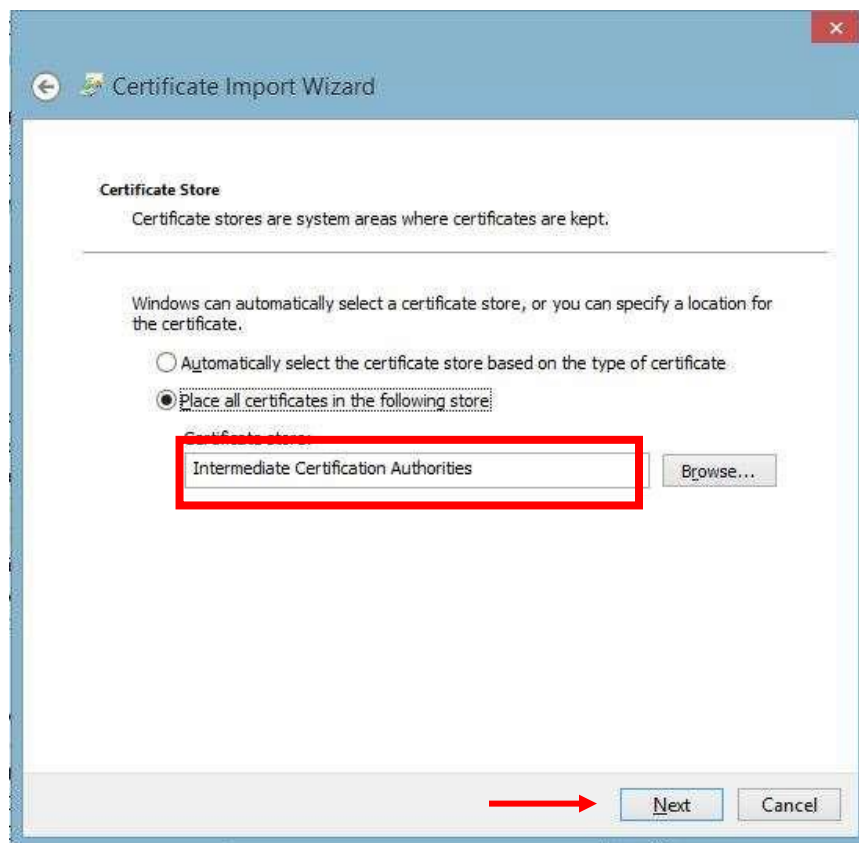 Certificate Import Wizard
Certificate Store
Certificate stores are system areas where certificates are kept.
Windows can automatically select a certificate store, or you can specify a location for
the certificate.
Automatically select the certificate store based on the type of certificate
Place all certificates in the following store
Certificate store:
Intermediate Certification Authorities
Browse...
Next
Cancel